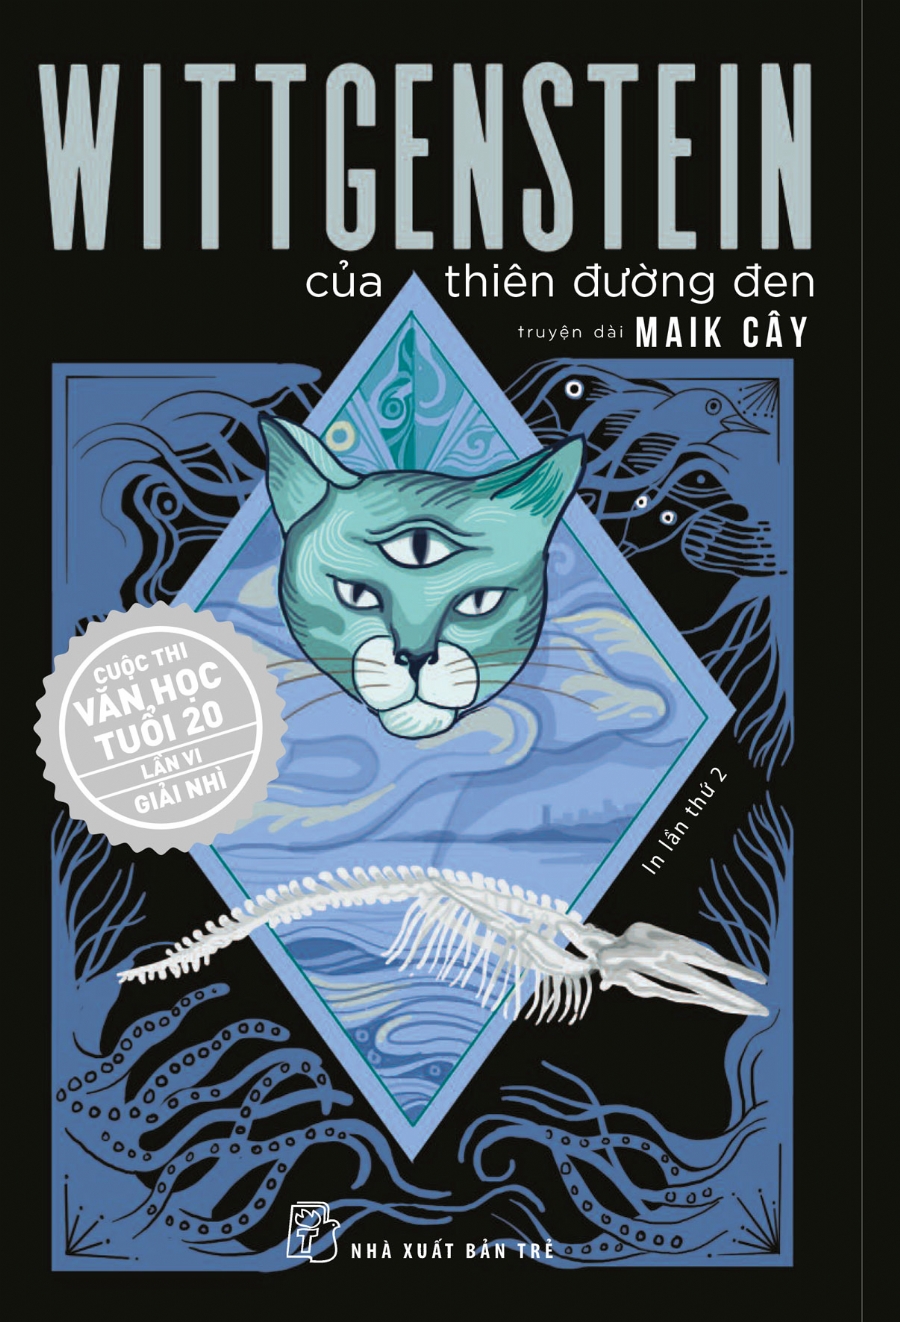 WITTGENSTEIN
của thiên đường đen
truyện dài MAIK CÂY
CUỘC THI
VĂN HỌC
TUỔI 20
LẦN VI
GIẢI NHÌ
In lần thứ 2
NHÀ XUẤT BẢN TRẺ